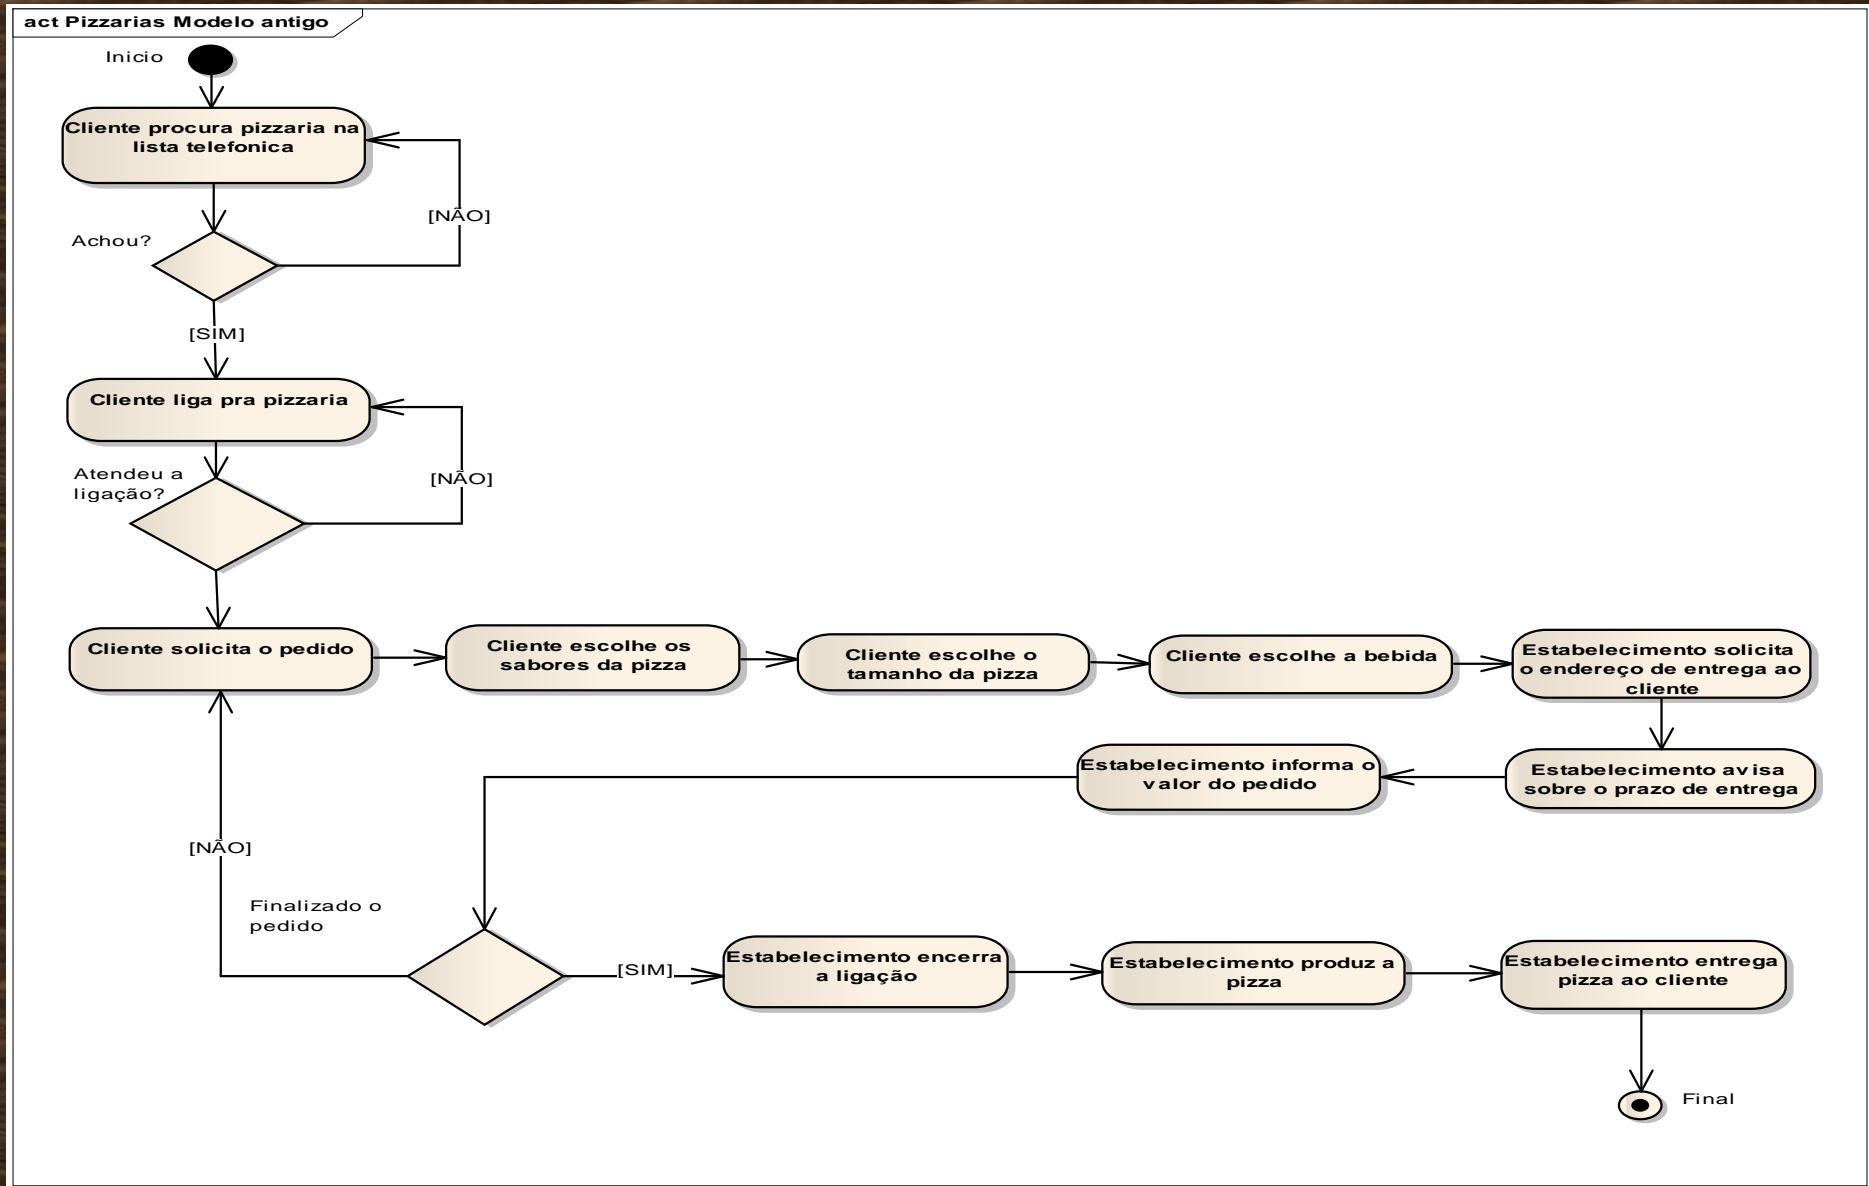 act Pizzarias Modelo antigo
Inicio
Cliente procura pizzaria na
lista telefonica
[NÃO]
Achou?
[SIM]
Cliente liga pra pizzaria
Atendeu a
ligação?
[NÃO]
Cliente solicita o pedido
Cliente escolhe os
sabores da pizza
Cliente escolhe o
tamanho da pizza
Cliente escolhe a bebida
Estabelecimento solicita
o endereço de entrega ao
cliente
Estabelecimento avisa
sobre o prazo de entrega
Estabelecimento informa o
valor do pedido
[NÃO]
Finalizado o
pedido
[SIM]
Estabelecimento encerra
a ligação
Estabelecimento produz a
pizza
Estabelecimento entrega
pizza ao cliente
Final